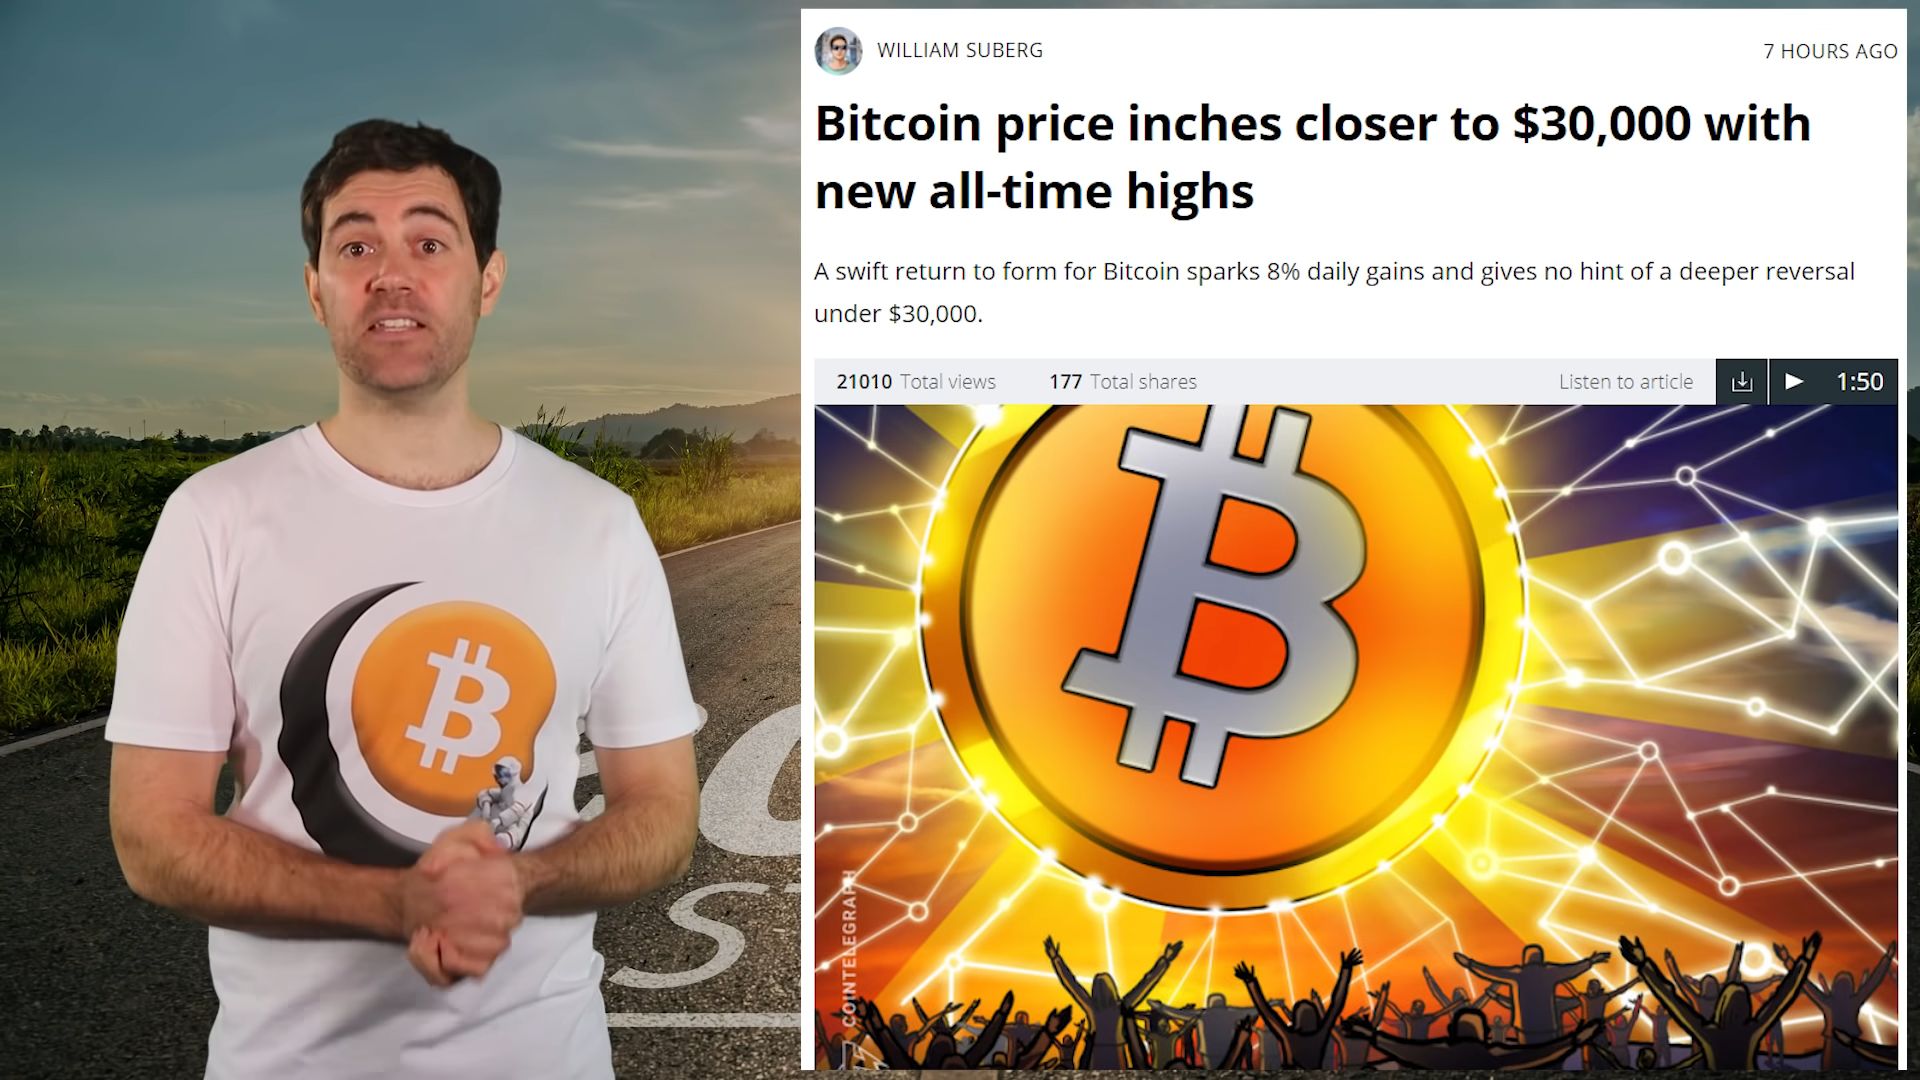 WILLIAM SUBERG
7 HOURS AGO
Bitcoin price inches closer to $30,000 with
new all-time highs
A swift return to form for Bitcoin sparks 8% daily gains and gives no hint of a deeper reversal
under $30,000.
21010 Total views 177 Total shares Listen to article 1:50
COINTELEGRAPH